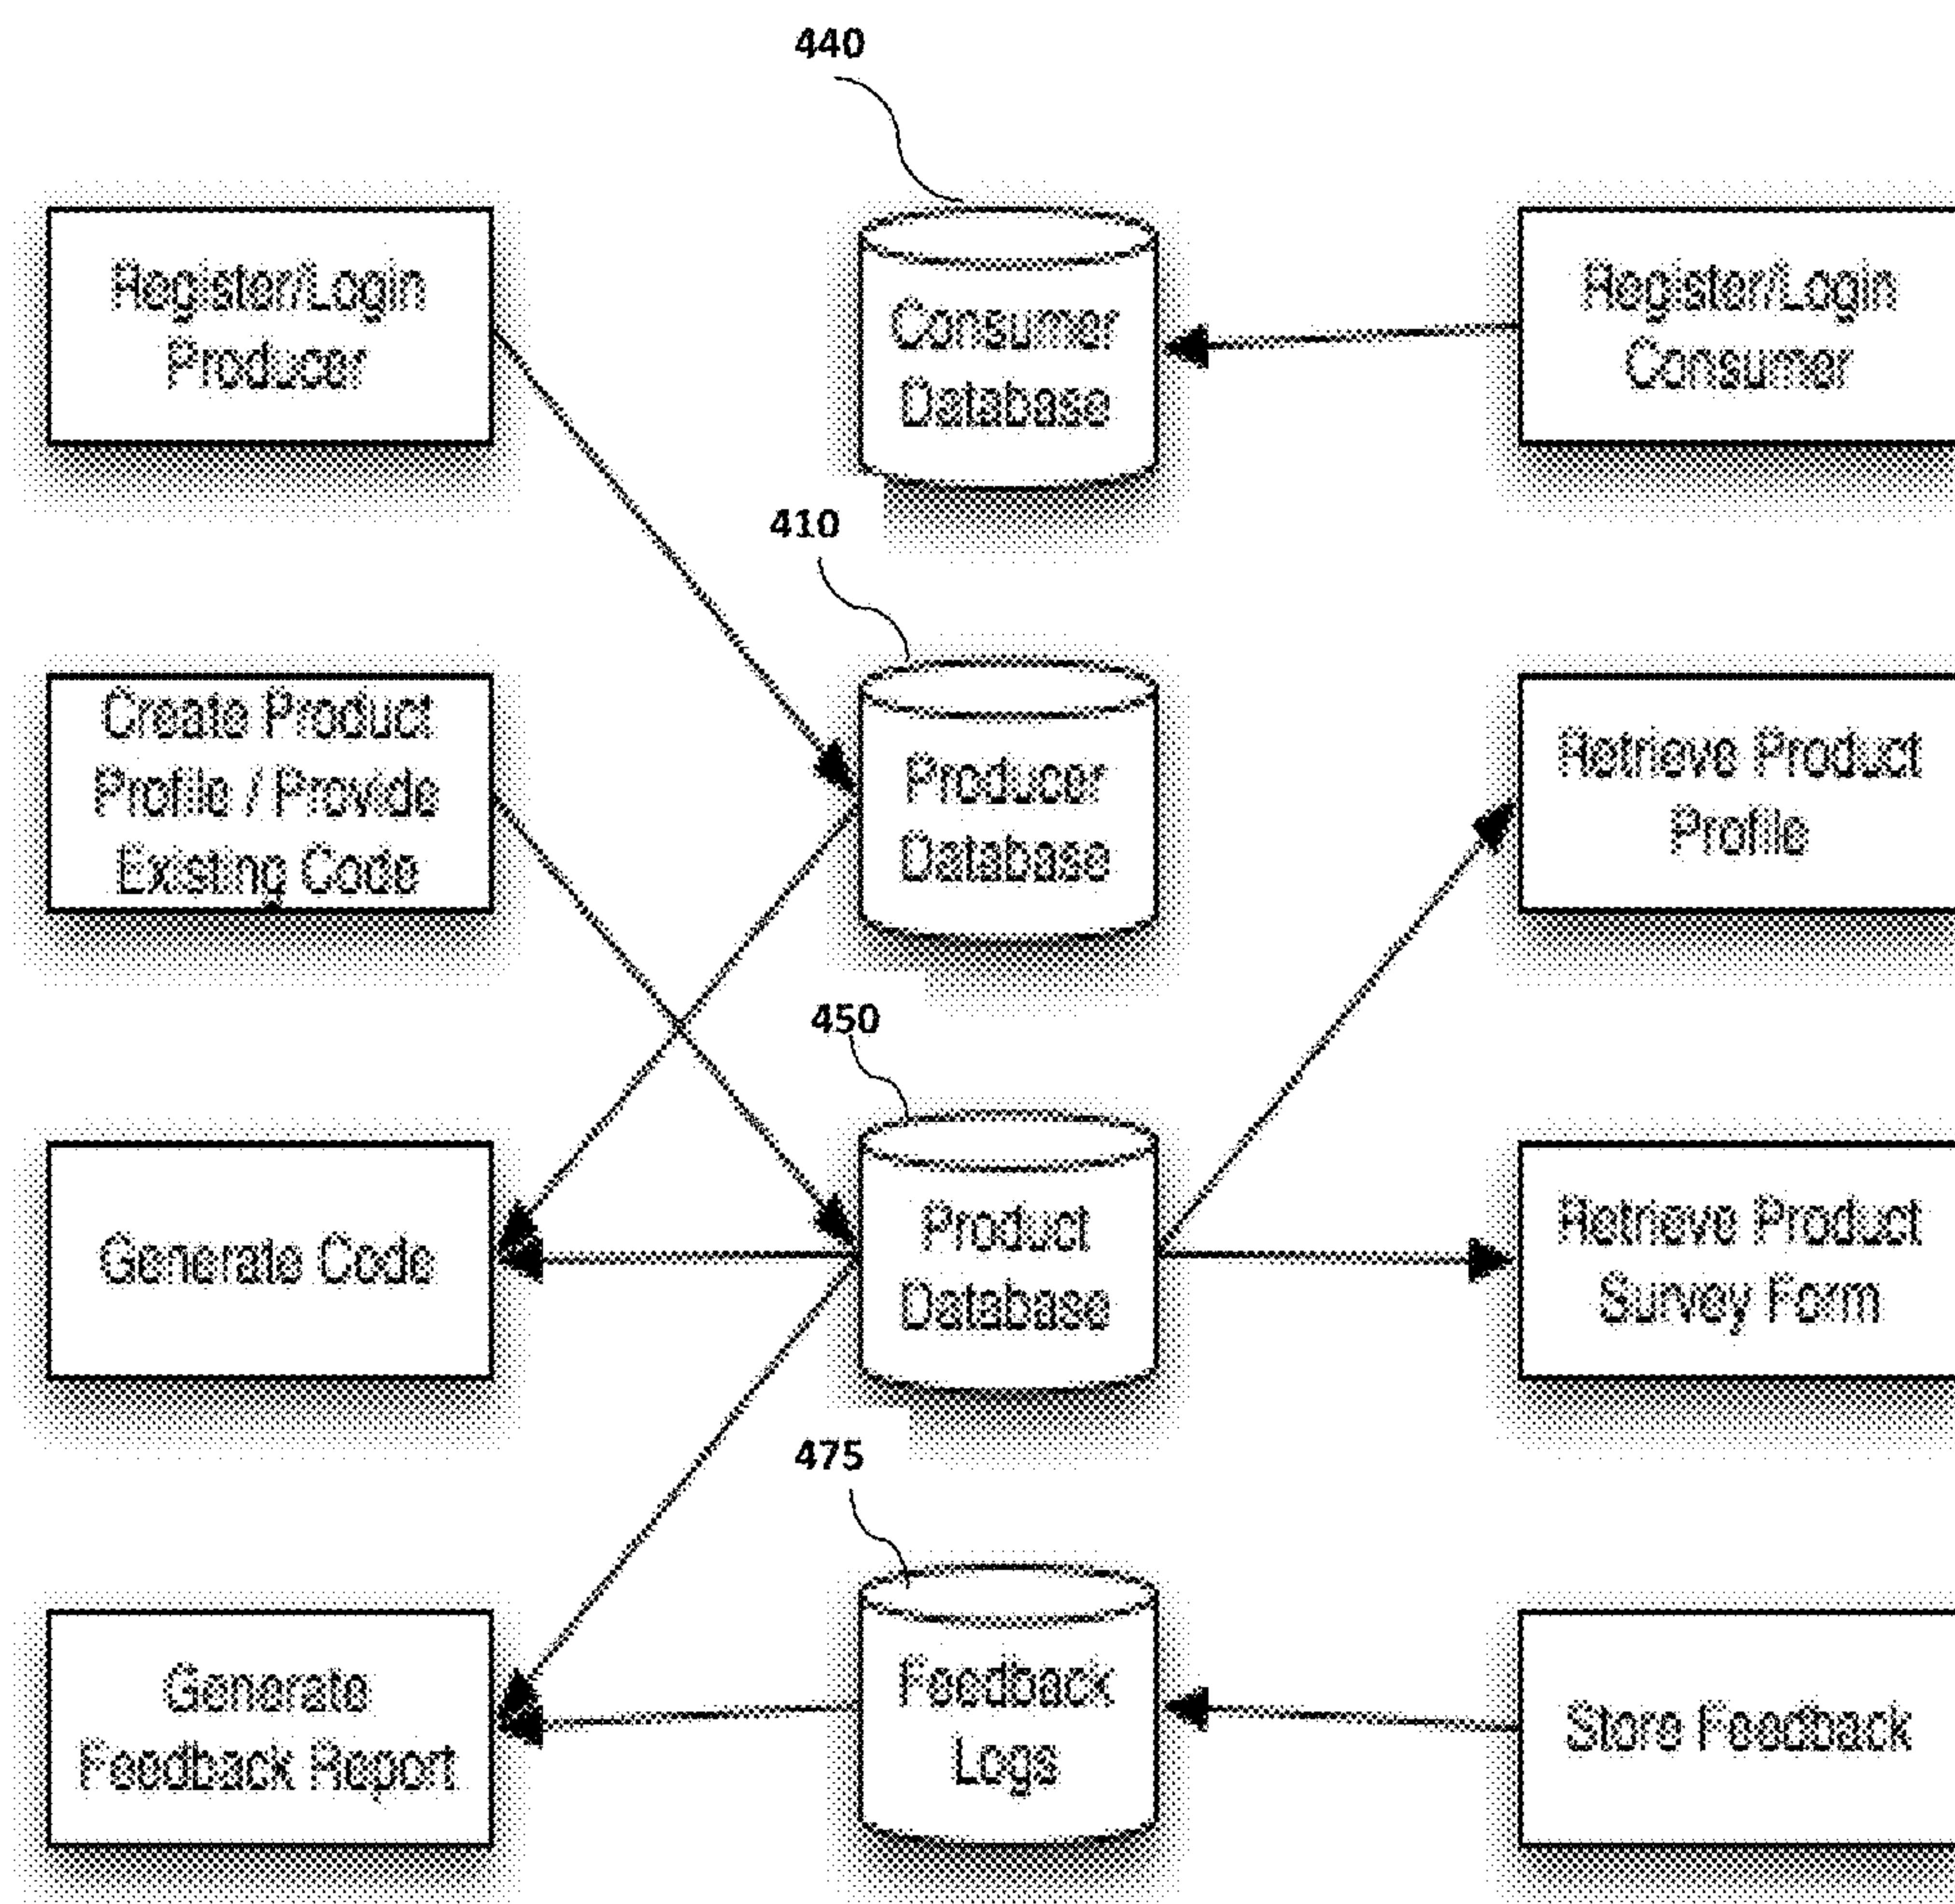 440
Register/Login
Producer
Consumer
Database
Register/Login
Consumer
410
Create Product
Profile / Provide
Existing Code
Producer
Database
Retrieve Product
Profile
450
Generate Code
Product
Database
Retrieve Product
Survey Form
475
Generate
Feedback Report
Feedback
Logs
Store Feedback